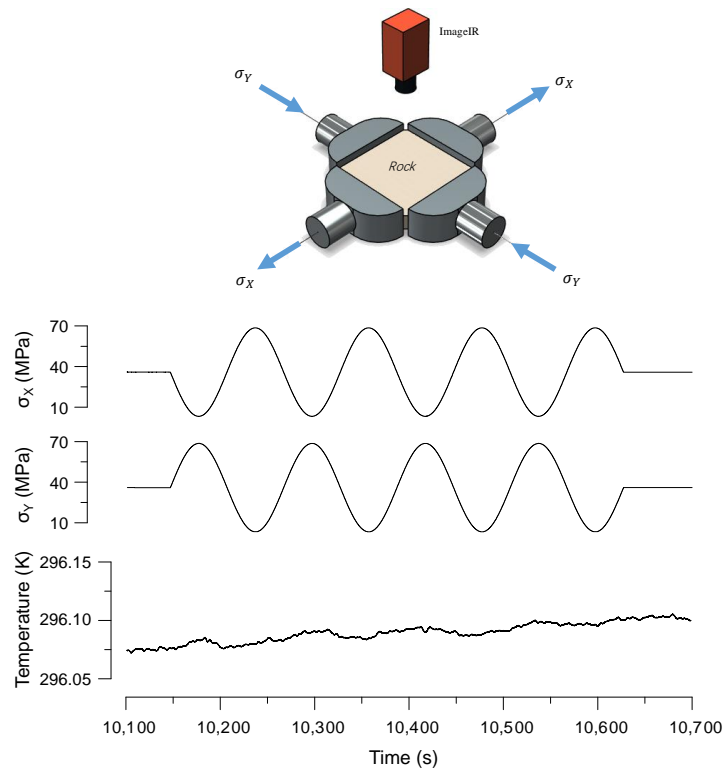 ImageIR
σY
σX
Rock
σX
σY
σX (MPa)
70
40
10
σY (MPa)
70
40
10
Temperature (K)
296.15
296.10
296.05
10,100 10,200 10,300 10,400 10,500 10,600 10,700
Time (s)